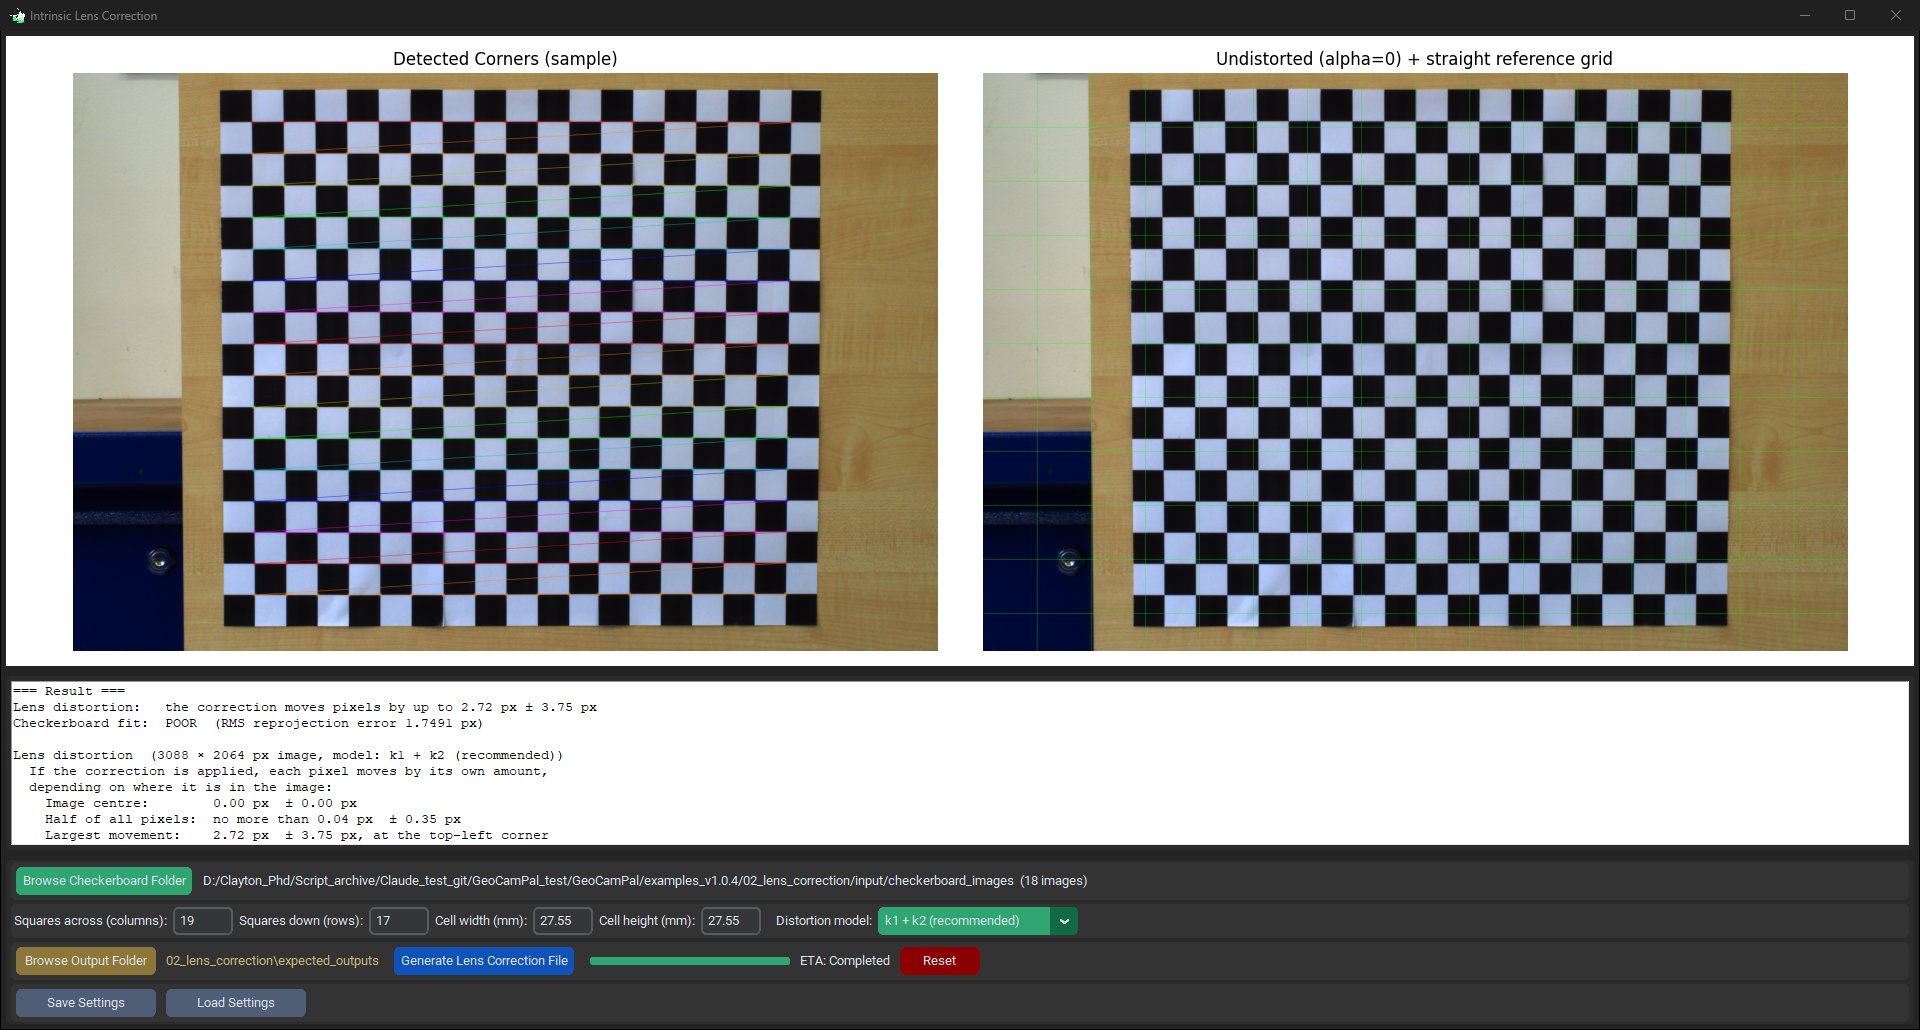 Intrinsic Lens Correction
Detected Corners (sample)
Undistorted (alpha=0) + straight reference grid
=== Result ===
Lens distortion:   the correction moves pixels by up to 2.72 px ± 3.75 px
Checkerboard fit:  POOR  (RMS reprojection error 1.7491 px)
Lens distortion  (3088 × 2064 px image, model: k1 + k2 (recommended))
If the correction is applied, each pixel moves by its own amount,
depending on where it is in the image:
Image centre:        0.00 px  ± 0.00 px
Half of all pixels:  no more than 0.04 px  ± 0.35 px
Largest movement:    2.72 px  ± 3.75 px, at the top-left corner
Browse Checkerboard Folder D:/Clayton_Phd/Script_archive/Claude_test_git/GeoCamPal_test/GeoCamPal/examples_v1.0.4/02_lens_correction/input/checkerboard_images (18 images)
Squares across (columns): 19 Squares down (rows): 17 Cell width (mm): 27.55 Cell height (mm): 27.55 Distortion model: k1 + k2 (recommended)
Browse Output Folder 02_lens_correction\expected_outputs Generate Lens Correction File ETA: Completed Reset
Save Settings Load Settings